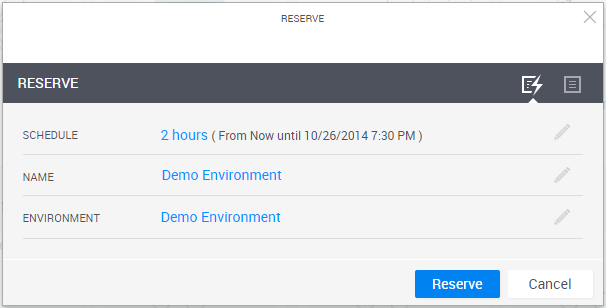 RESERVE
RESERVE
SCHEDULE 2 hours ( From Now until 10/26/2014 7:30 PM )
NAME Demo Environment
ENVIRONMENT Demo Environment
Reserve Cancel